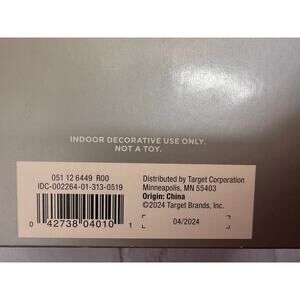 INDOOR DECORATIVE USE ONLY.
NOT A TOY.
051 12 6449 R00
IDC-002264-01-313-0519
0 42738 04010 1
Distributed by Target Corporation
Minneapolis, MN 55403
Origin: China
©2024 Target Brands, Inc.
04/2024